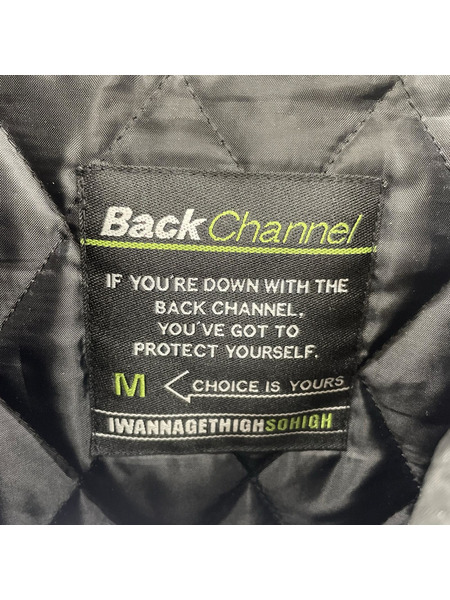 Back Channel
IF YOU'RE DOWN WITH THE
BACK CHANNEL,
YOU'VE GOT TO
PROTECT YOURSELF.
M CHOICE IS YOURS
IWANNAGETHIGHSOHIGH